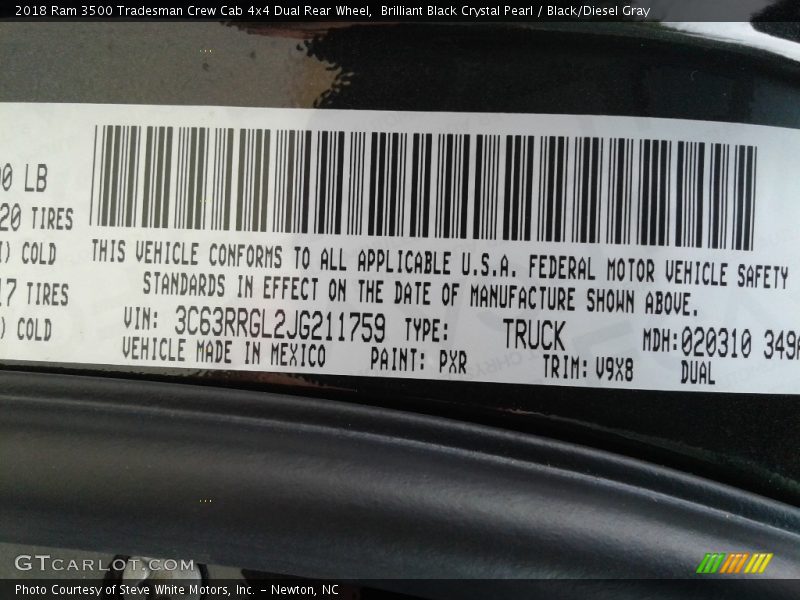 2018 Ram 3500 Tradesman Crew Cab 4x4 Dual Rear Wheel,  Brilliant Black Crystal Pearl / Black/Diesel Gray
LB
20 TIRES
COLD
THIS VEHICLE CONFORMS TO ALL APPLICABLE U.S.A. FEDERAL MOTOR VEHICLE SAFETY
17 TIRES
STANDARDS IN EFFECT ON THE DATE OF MANUFACTURE SHOWN ABOVE.
) COLD
VIN: 3C63RRGL2JG211759 TYPE: TRUCK MDH:020310 349
VEHICLE MADE IN MEXICO PAINT: PXR TRIM: V9X8 DUAL
GTCARLOT.COM
Photo Courtesy of Steve White Motors, Inc. – Newton, NC